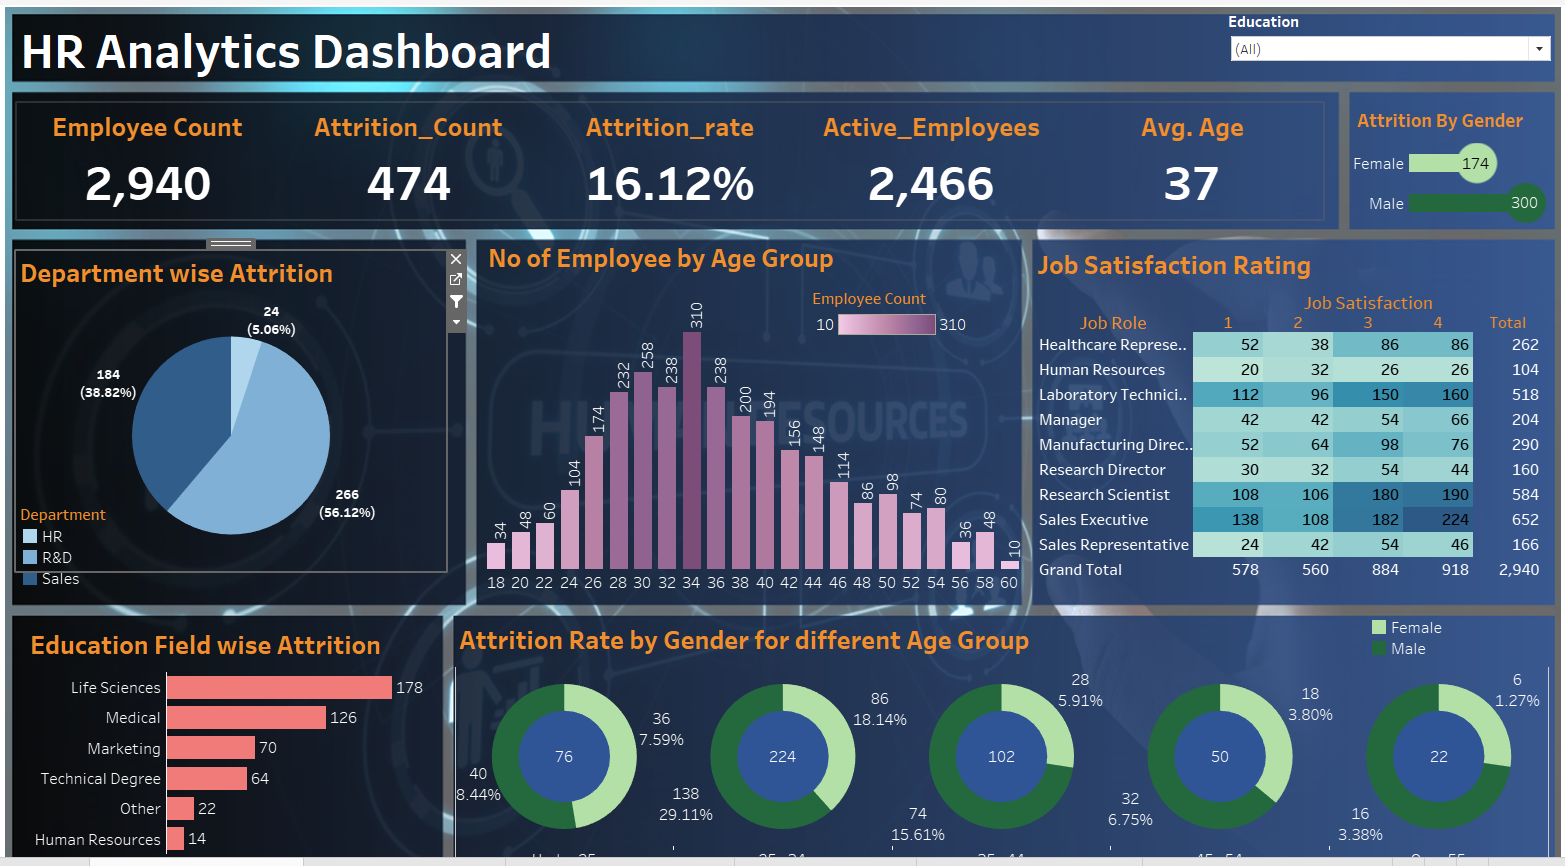 HR Analytics Dashboard
Education
(All)
Employee Count
Attrition_Count
Attrition_rate
Active_Employees
Avg. Age
2,940
474
16.12%
2,466
37
Attrition By Gender
Female 174
Male 300
Department wise Attrition
24
(5.06%)
184
(38.82%)
266
(56.12%)
Department
HR
R&D
Sales
No of Employee by Age Group
Employee Count
10 310
34 48 60 104 174 232 258 238 310 238 200 194 156 148 114 86 98 74 80 36 48 10
18 20 22 24 26 28 30 32 34 36 38 40 42 44 46 48 50 52 54 56 58 60
Job Satisfaction Rating
Job Satisfaction
Job Role 1 2 3 4 Total
Healthcare Represe.. 52 38 86 86 262
Human Resources 20 32 26 26 104
Laboratory Technici.. 112 96 150 160 518
Manager 42 42 54 66 204
Manufacturing Direc.. 52 64 98 76 290
Research Director 30 32 54 44 160
Research Scientist 108 106 180 190 584
Sales Executive 138 108 182 224 652
Sales Representative 24 42 54 46 166
Grand Total 578 560 884 918 2,940
Education Field wise Attrition
Life Sciences 178
Medical 126
Marketing 70
Technical Degree 64
Other 22
Human Resources 14
Attrition Rate by Gender for different Age Group
Female
Male
36
7.59%
76
40
8.44%
86
18.14%
224
138
29.11%
28
5.91%
102
74
15.61%
18
3.80%
50
32
6.75%
6
1.27%
22
16
3.38%